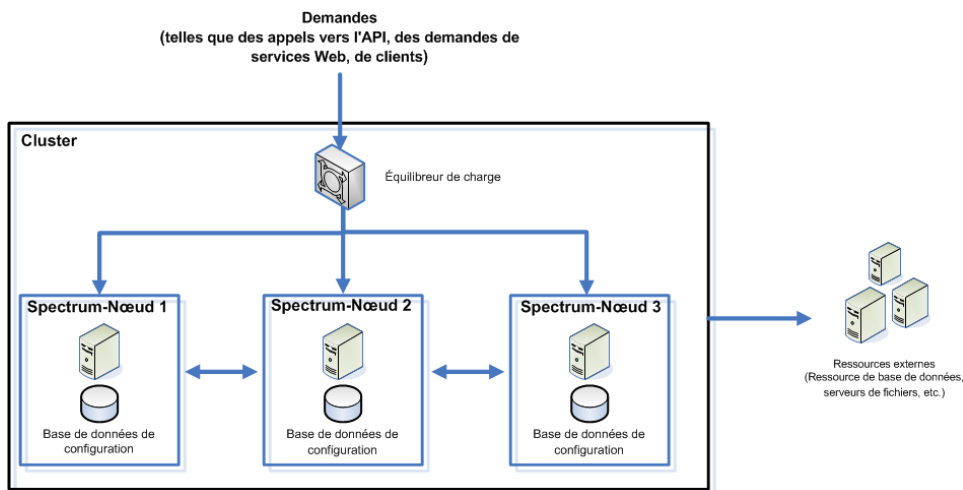 Demandes
(telles que des appels vers l'API, des demandes de
services Web, de clients)
Cluster
Équilibreur de charge
Spectrum-Nœud 1
Spectrum-Nœud 2
Spectrum-Nœud 3
Base de données de
configuration
Base de données de
configuration
Base de données de
configuration
Ressources externes
(Ressource de base de données,
serveurs de fichiers, etc.)